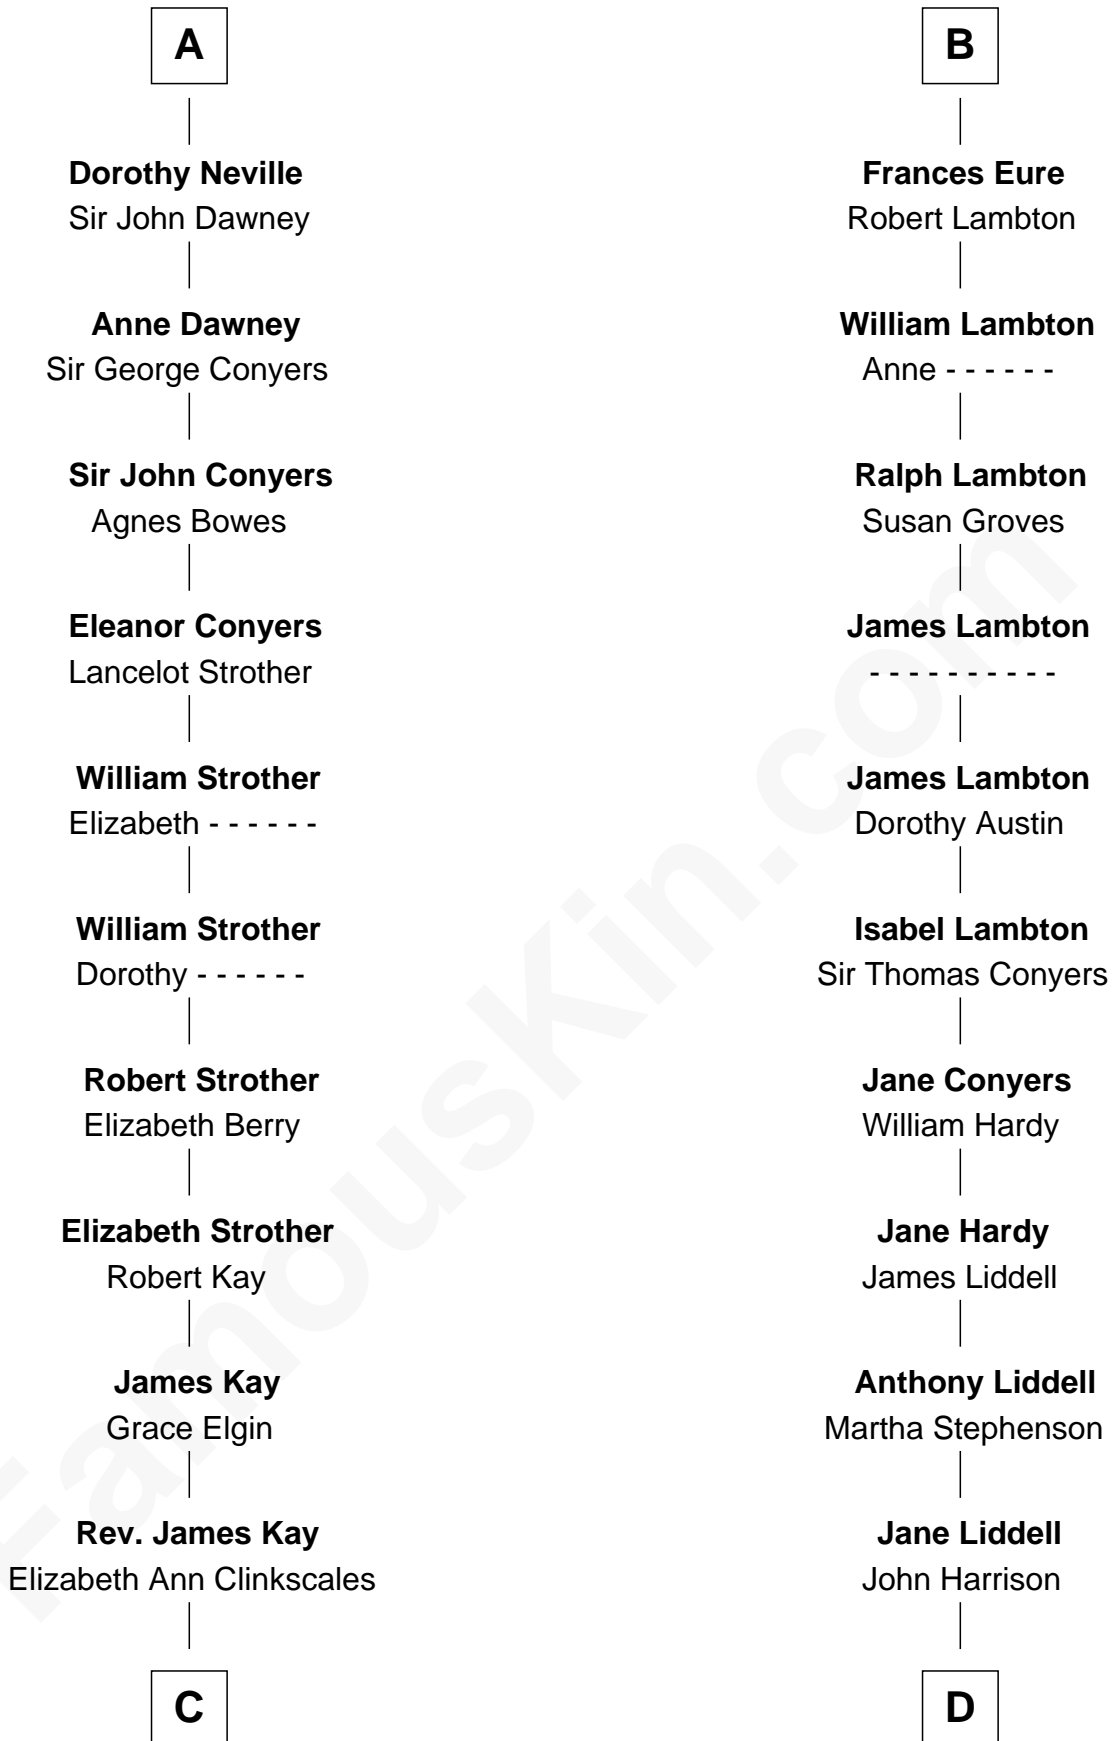 A
Dorothy Neville
Sir John Dawney
Anne Dawney
Sir George Conyers
Sir John Conyers
Agnes Bowes
Eleanor Conyers
Lancelot Strother
William Strother
Elizabeth - - - - - -
William Strother
Dorothy - - - - - -
Robert Strother
Elizabeth Berry
Elizabeth Strother
Robert Kay
James Kay
Grace Elgin
Rev. James Kay
Elizabeth Ann Clinkscales
C
B
Frances Eure
Robert Lambton
William Lambton
Anne - - - - - -
Ralph Lambton
Susan Groves
James Lambton
- - - - - - - - - -
James Lambton
Dorothy Austin
Isabel Lambton
Sir Thomas Conyers
Jane Conyers
William Hardy
Jane Hardy
James Liddell
Anthony Liddell
Martha Stephenson
Jane Liddell
John Harrison
D
FamousKin.com